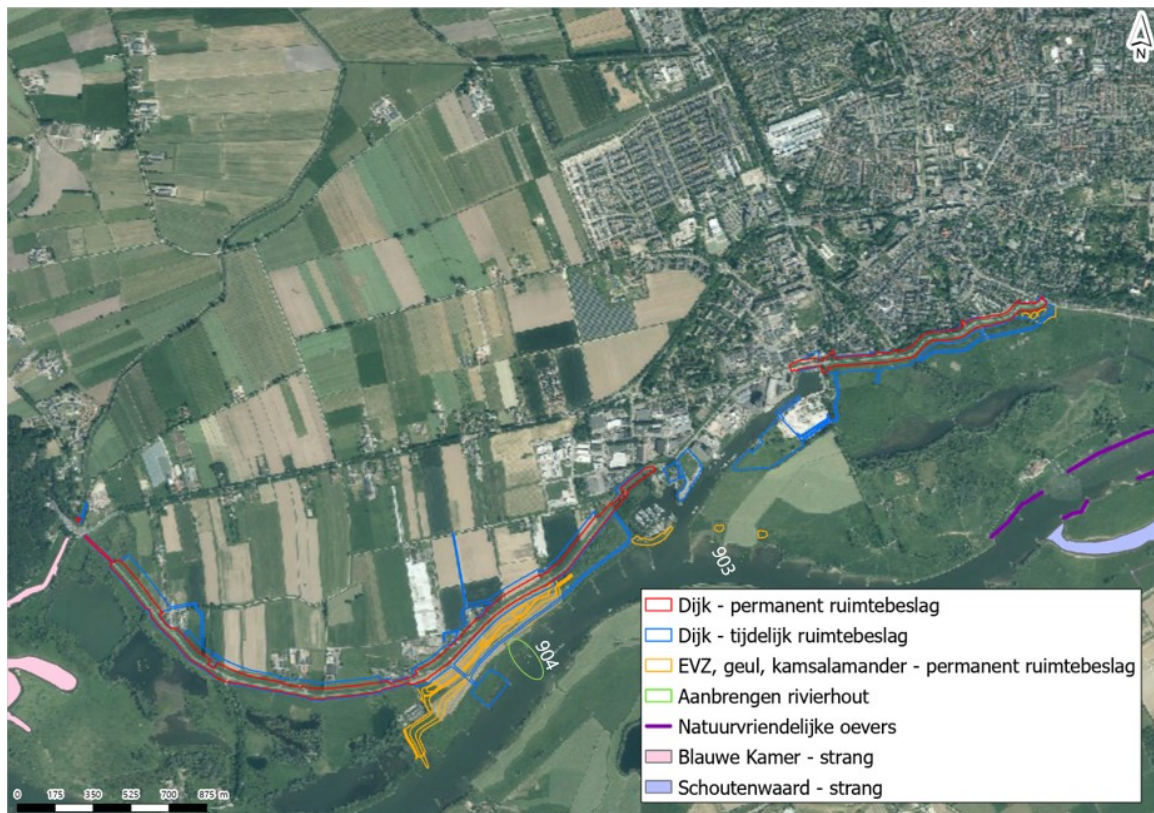 N
903
904
Dijk - permanent ruimtebeslag
Dijk - tijdelijk ruimtebeslag
EVZ, geul, kamsalamander - permanent ruimtebeslag
Aanbrengen rivierhout
Natuurvriendelijke oevers
Blauwe Kamer - strang
Schoutenwaard - strang
0 175 350 525 700 875 m